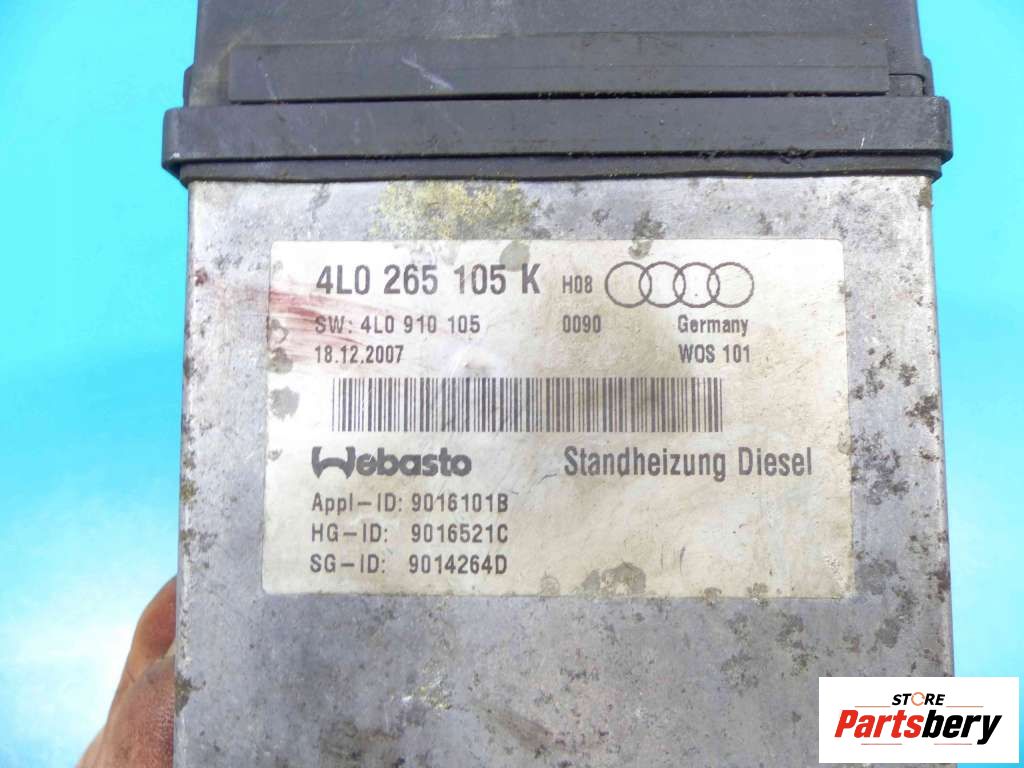 4L0 265 105 K H08
SW: 4L0 910 105 0090 Germany
18.12.2007 WOS 101
Webasto Standheizung Diesel
Appl-ID: 9016101B
HG-ID: 9016521C
SG-ID: 9014264D
STORE
Partsbery